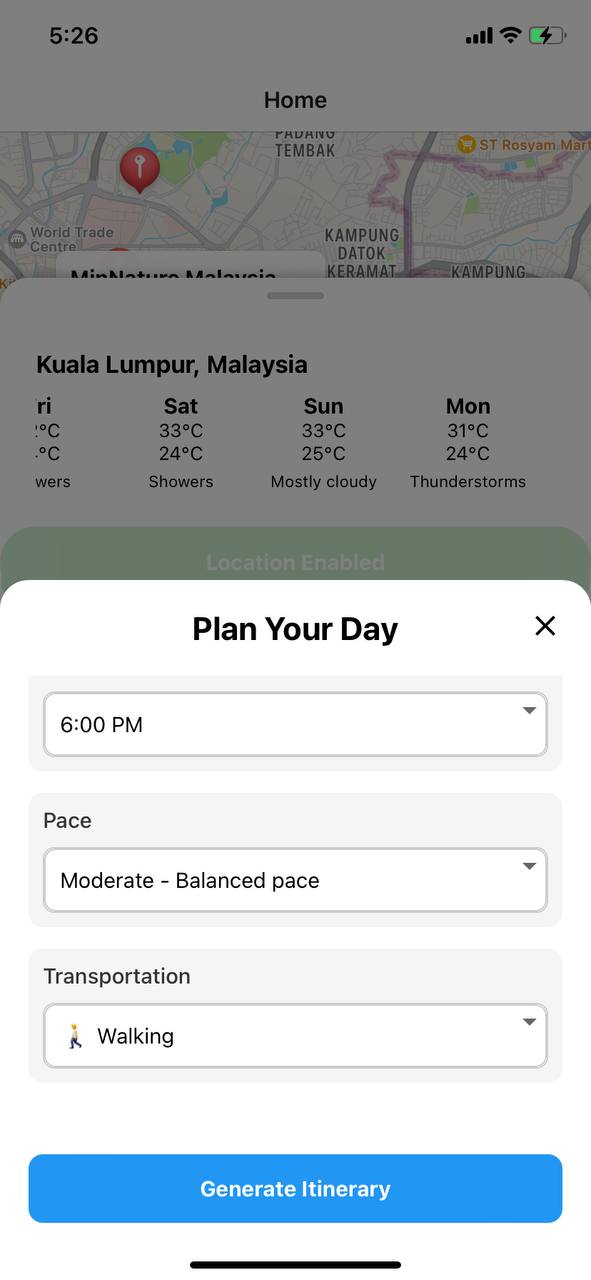 5:26
Home
PADANG
TEMBAK
ST Rosyam Mart
World Trade
Centre
KAMPUNG
DATOK
KERAMAT
KAMPUNG
MinNature Malaysia
Kuala Lumpur, Malaysia
ri Sat Sun Mon
2°C 33°C 33°C 31°C
°C 24°C 25°C 24°C
wers Showers Mostly cloudy Thunderstorms
Location Enabled
Plan Your Day
6:00 PM
Pace
Moderate - Balanced pace
Transportation
Walking
Generate Itinerary